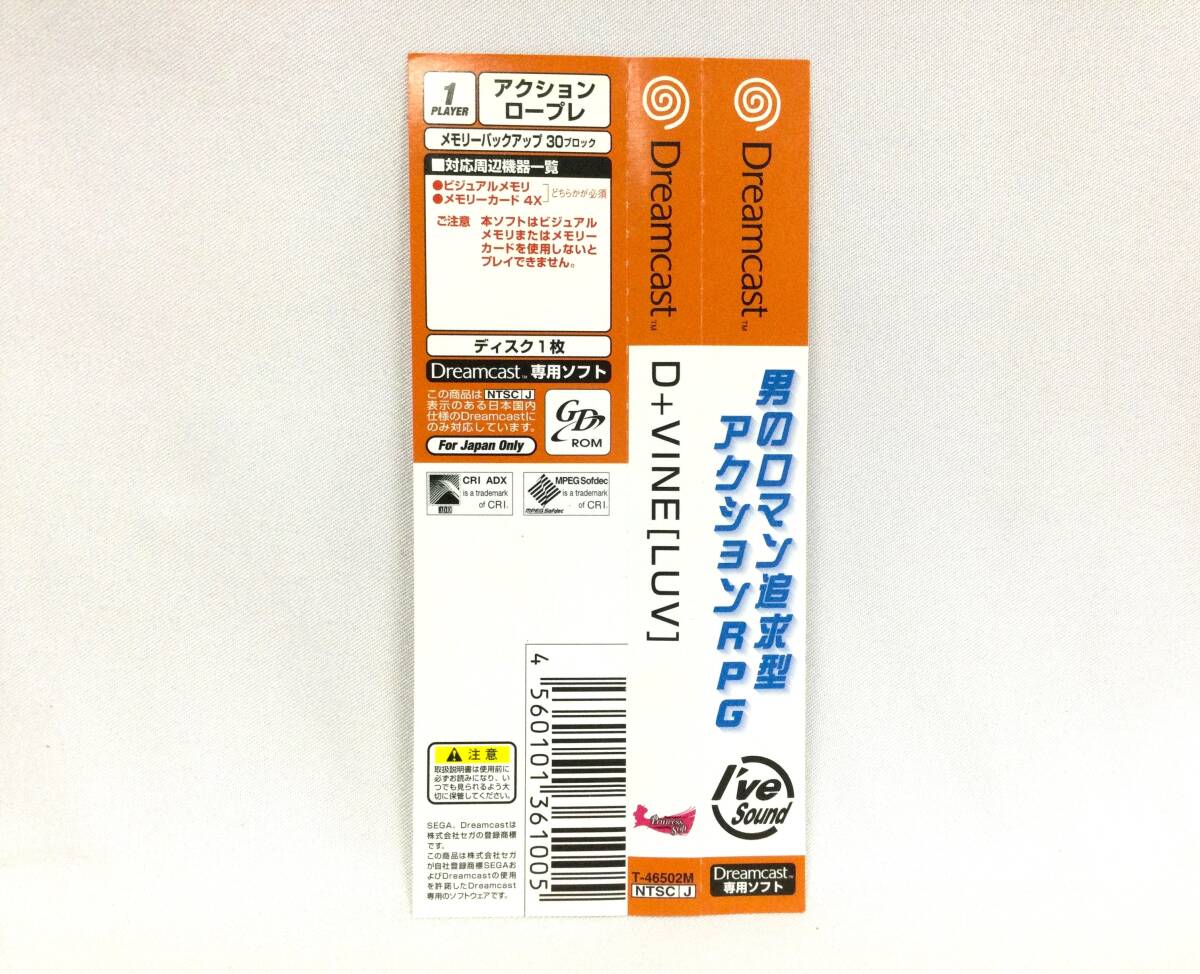 1
PLAYER
アクション
ロープレ
メモリーバックアップ 30ブロック
■対応周辺機器一覧
●ビジュアルメモリ
●メモリーカード 4X
どちらかが必須
ご注意 本ソフトはビジュアル
メモリまたはメモリー
カードを使用しないと
プレイできません。
ディスク1枚
Dreamcast™ 専用ソフト
この商品は NTSC J
表示のある日本国内
仕様のDreamcastに
のみ対応しています。
For Japan Only
GD
ROM
CRI ADX
is a trademark
of CRI.
ADX
MPEG Sofdec
is a trademark
of CRI.
MPEG Sofdec
4 560101 361005
注意
取扱説明書は使用前に
必ずお読みになり、い
つでも見られるよう大
切に保管してください。
SEGA、Dreamcastは
株式会社セガの登録商標
です。
この商品は株式会社セガ
が自社登録商標SEGAお
よびDreamcastの使用
を許諾したDreamcast
専用のソフトウェアです。
Dreamcast™
D+VINE[LUV]
Princess Soft
T-46502M
NTSC J
Dreamcast™
男のロマン追求型
アクションRPG
I've
Sound
Dreamcast™
専用ソフト